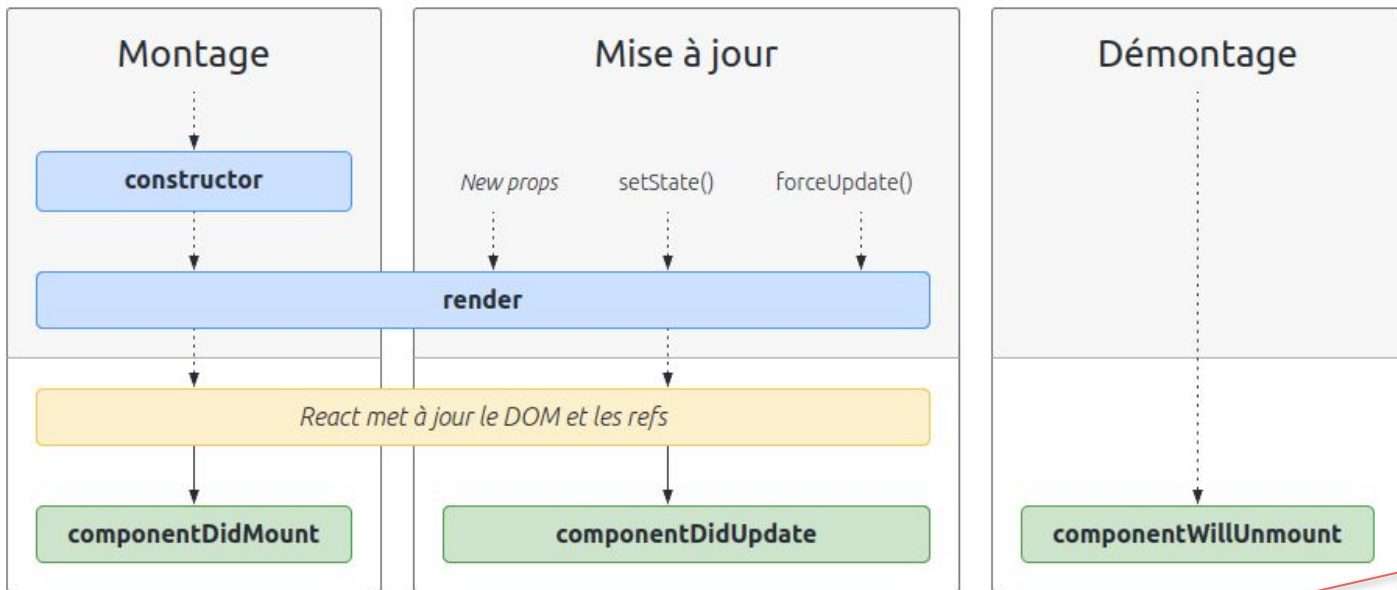 Montage
Mise à jour
Démontage
constructor
New props
setState()
forceUpdate()
render
React met à jour le DOM et les refs
componentDidMount
componentDidUpdate
componentWillUnmount